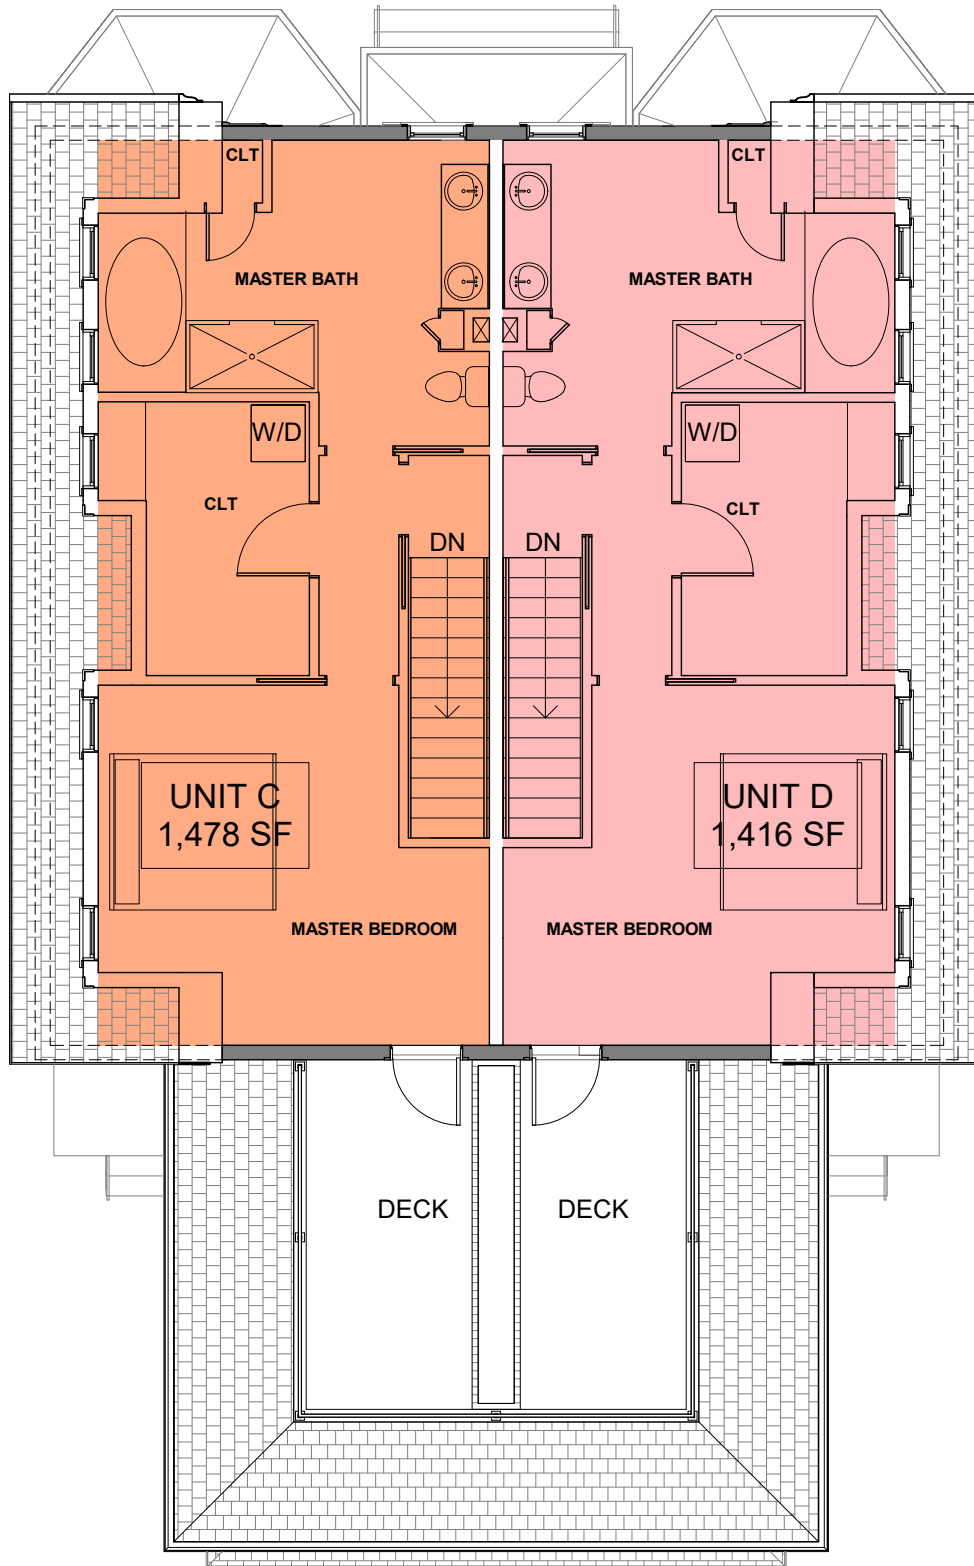 CLT
CLT
MASTER BATH
MASTER BATH
W/D
W/D
CLT
CLT
DN
DN
UNIT C
1,478 SF
UNIT D
1,416 SF
MASTER BEDROOM
MASTER BEDROOM
DECK
DECK